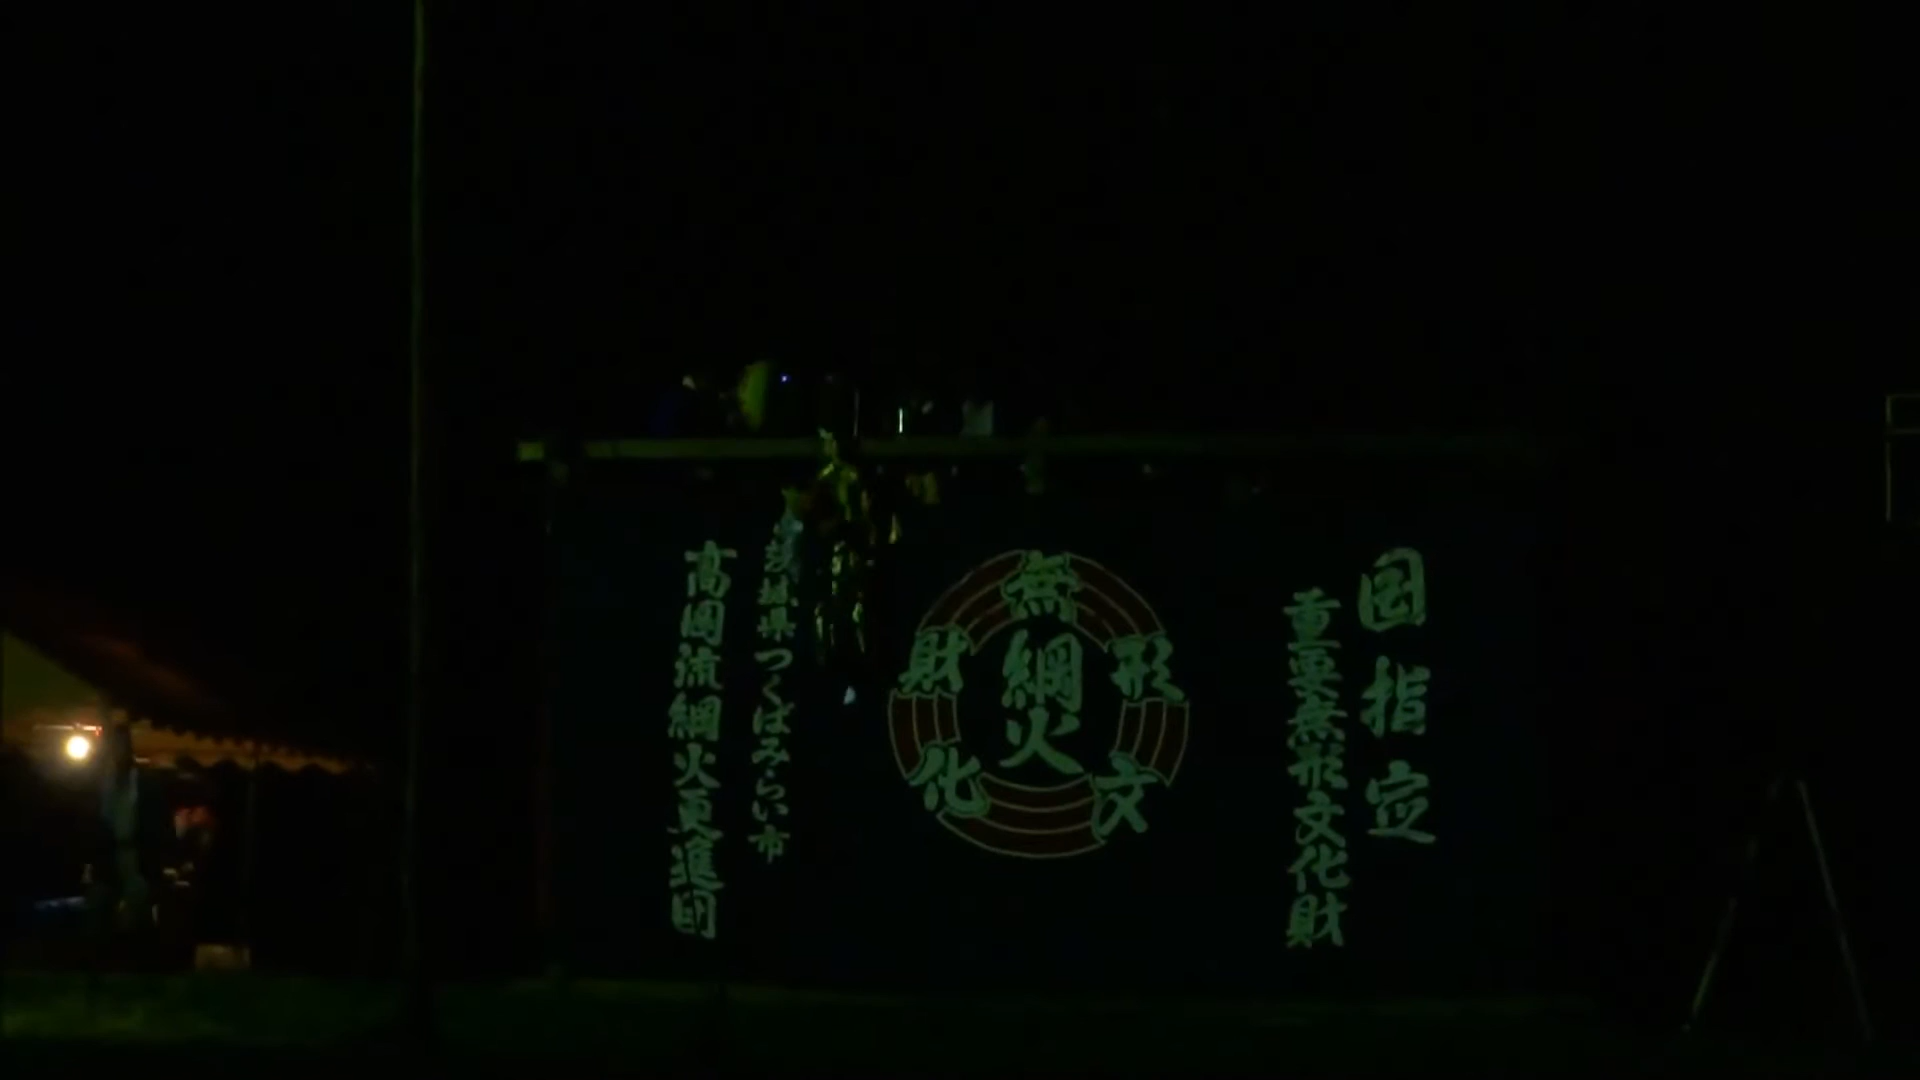 国指定
重要無形文化財
無形文化財
綱火
茨城県つくばみらい市
高岡流綱火更進団